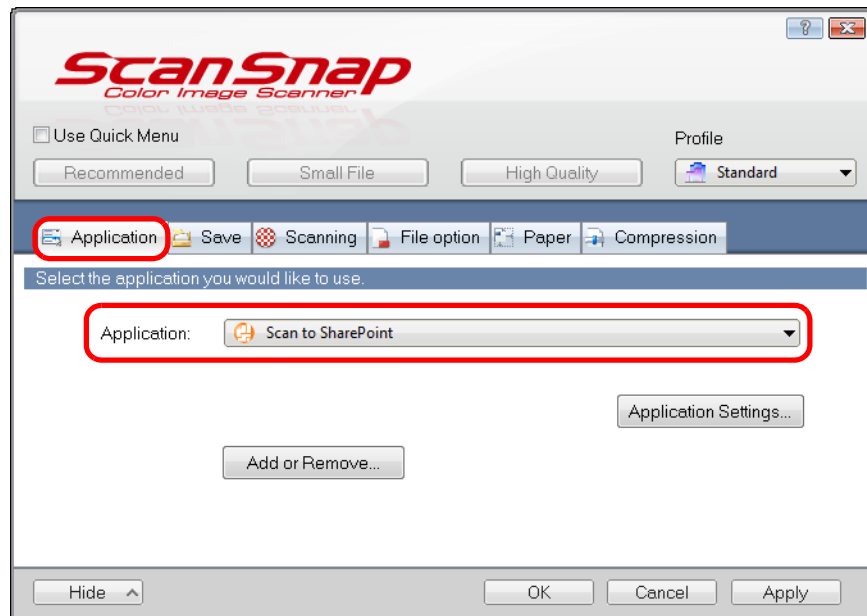 ScanSnap
Color Image Scanner
Use Quick Menu
Profile
Recommended Small File High Quality Standard
Application Save Scanning File option Paper Compression
Select the application you would like to use.
Application: Scan to SharePoint
Application Settings...
Add or Remove...
Hide OK Cancel Apply